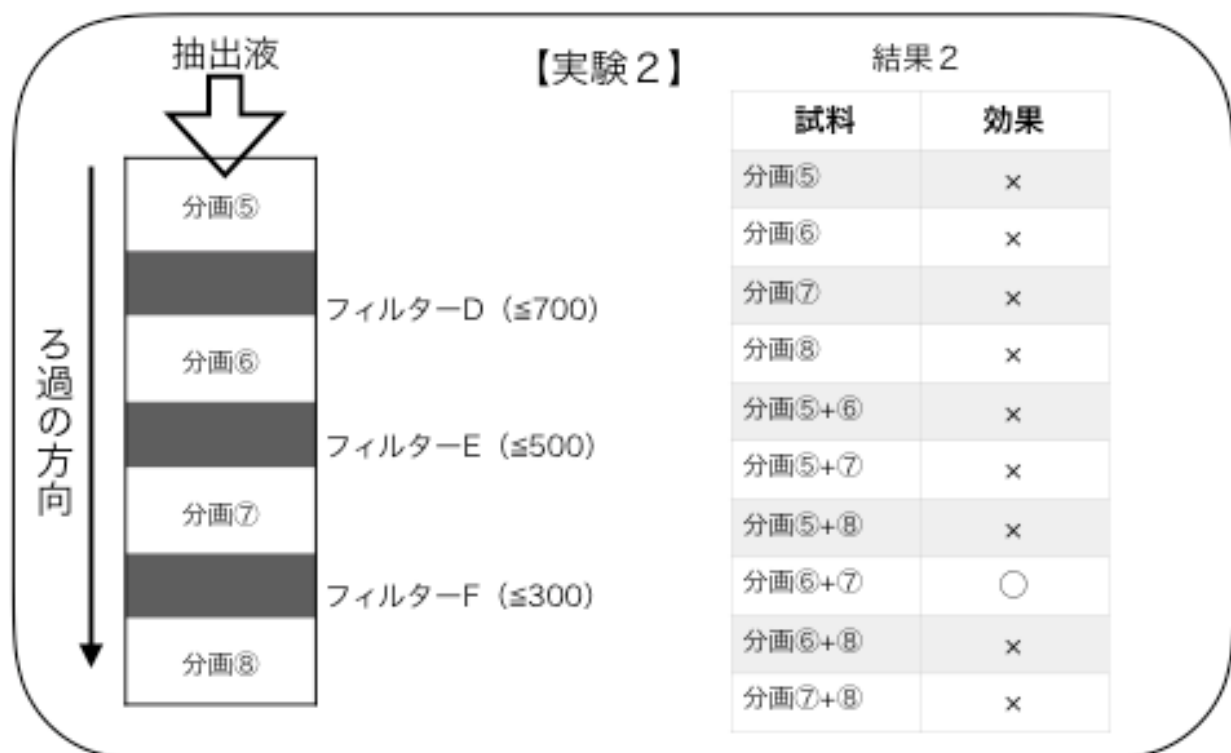 抽出液
【実験２】
結果２
分画⑤
フィルターD（≦700）
分画⑥
フィルターE（≦500）
分画⑦
フィルターF（≦300）
分画⑧
ろ過の方向
試料 効果
分画⑤ ×
分画⑥ ×
分画⑦ ×
分画⑧ ×
分画⑤+⑥ ×
分画⑤+⑦ ×
分画⑤+⑧ ×
分画⑥+⑦ ○
分画⑥+⑧ ×
分画⑦+⑧ ×